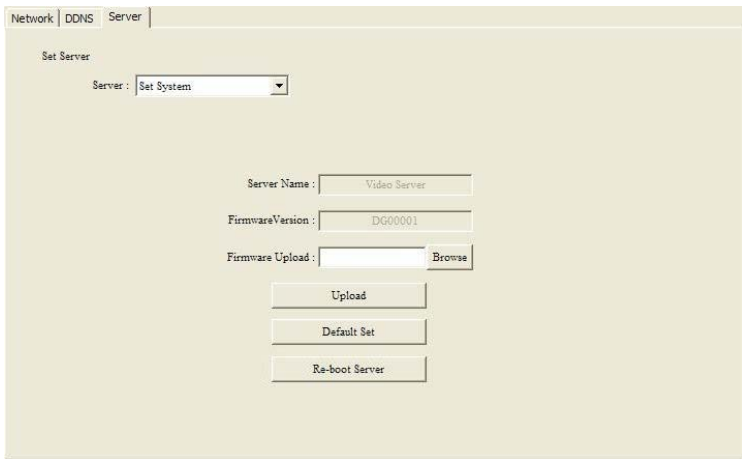 Network DDNS Server
Set Server
Server : Set System
Server Name : Video Server
FirmwareVersion : DG00001
Firmware Upload : Browse
Upload
Default Set
Re-boot Server